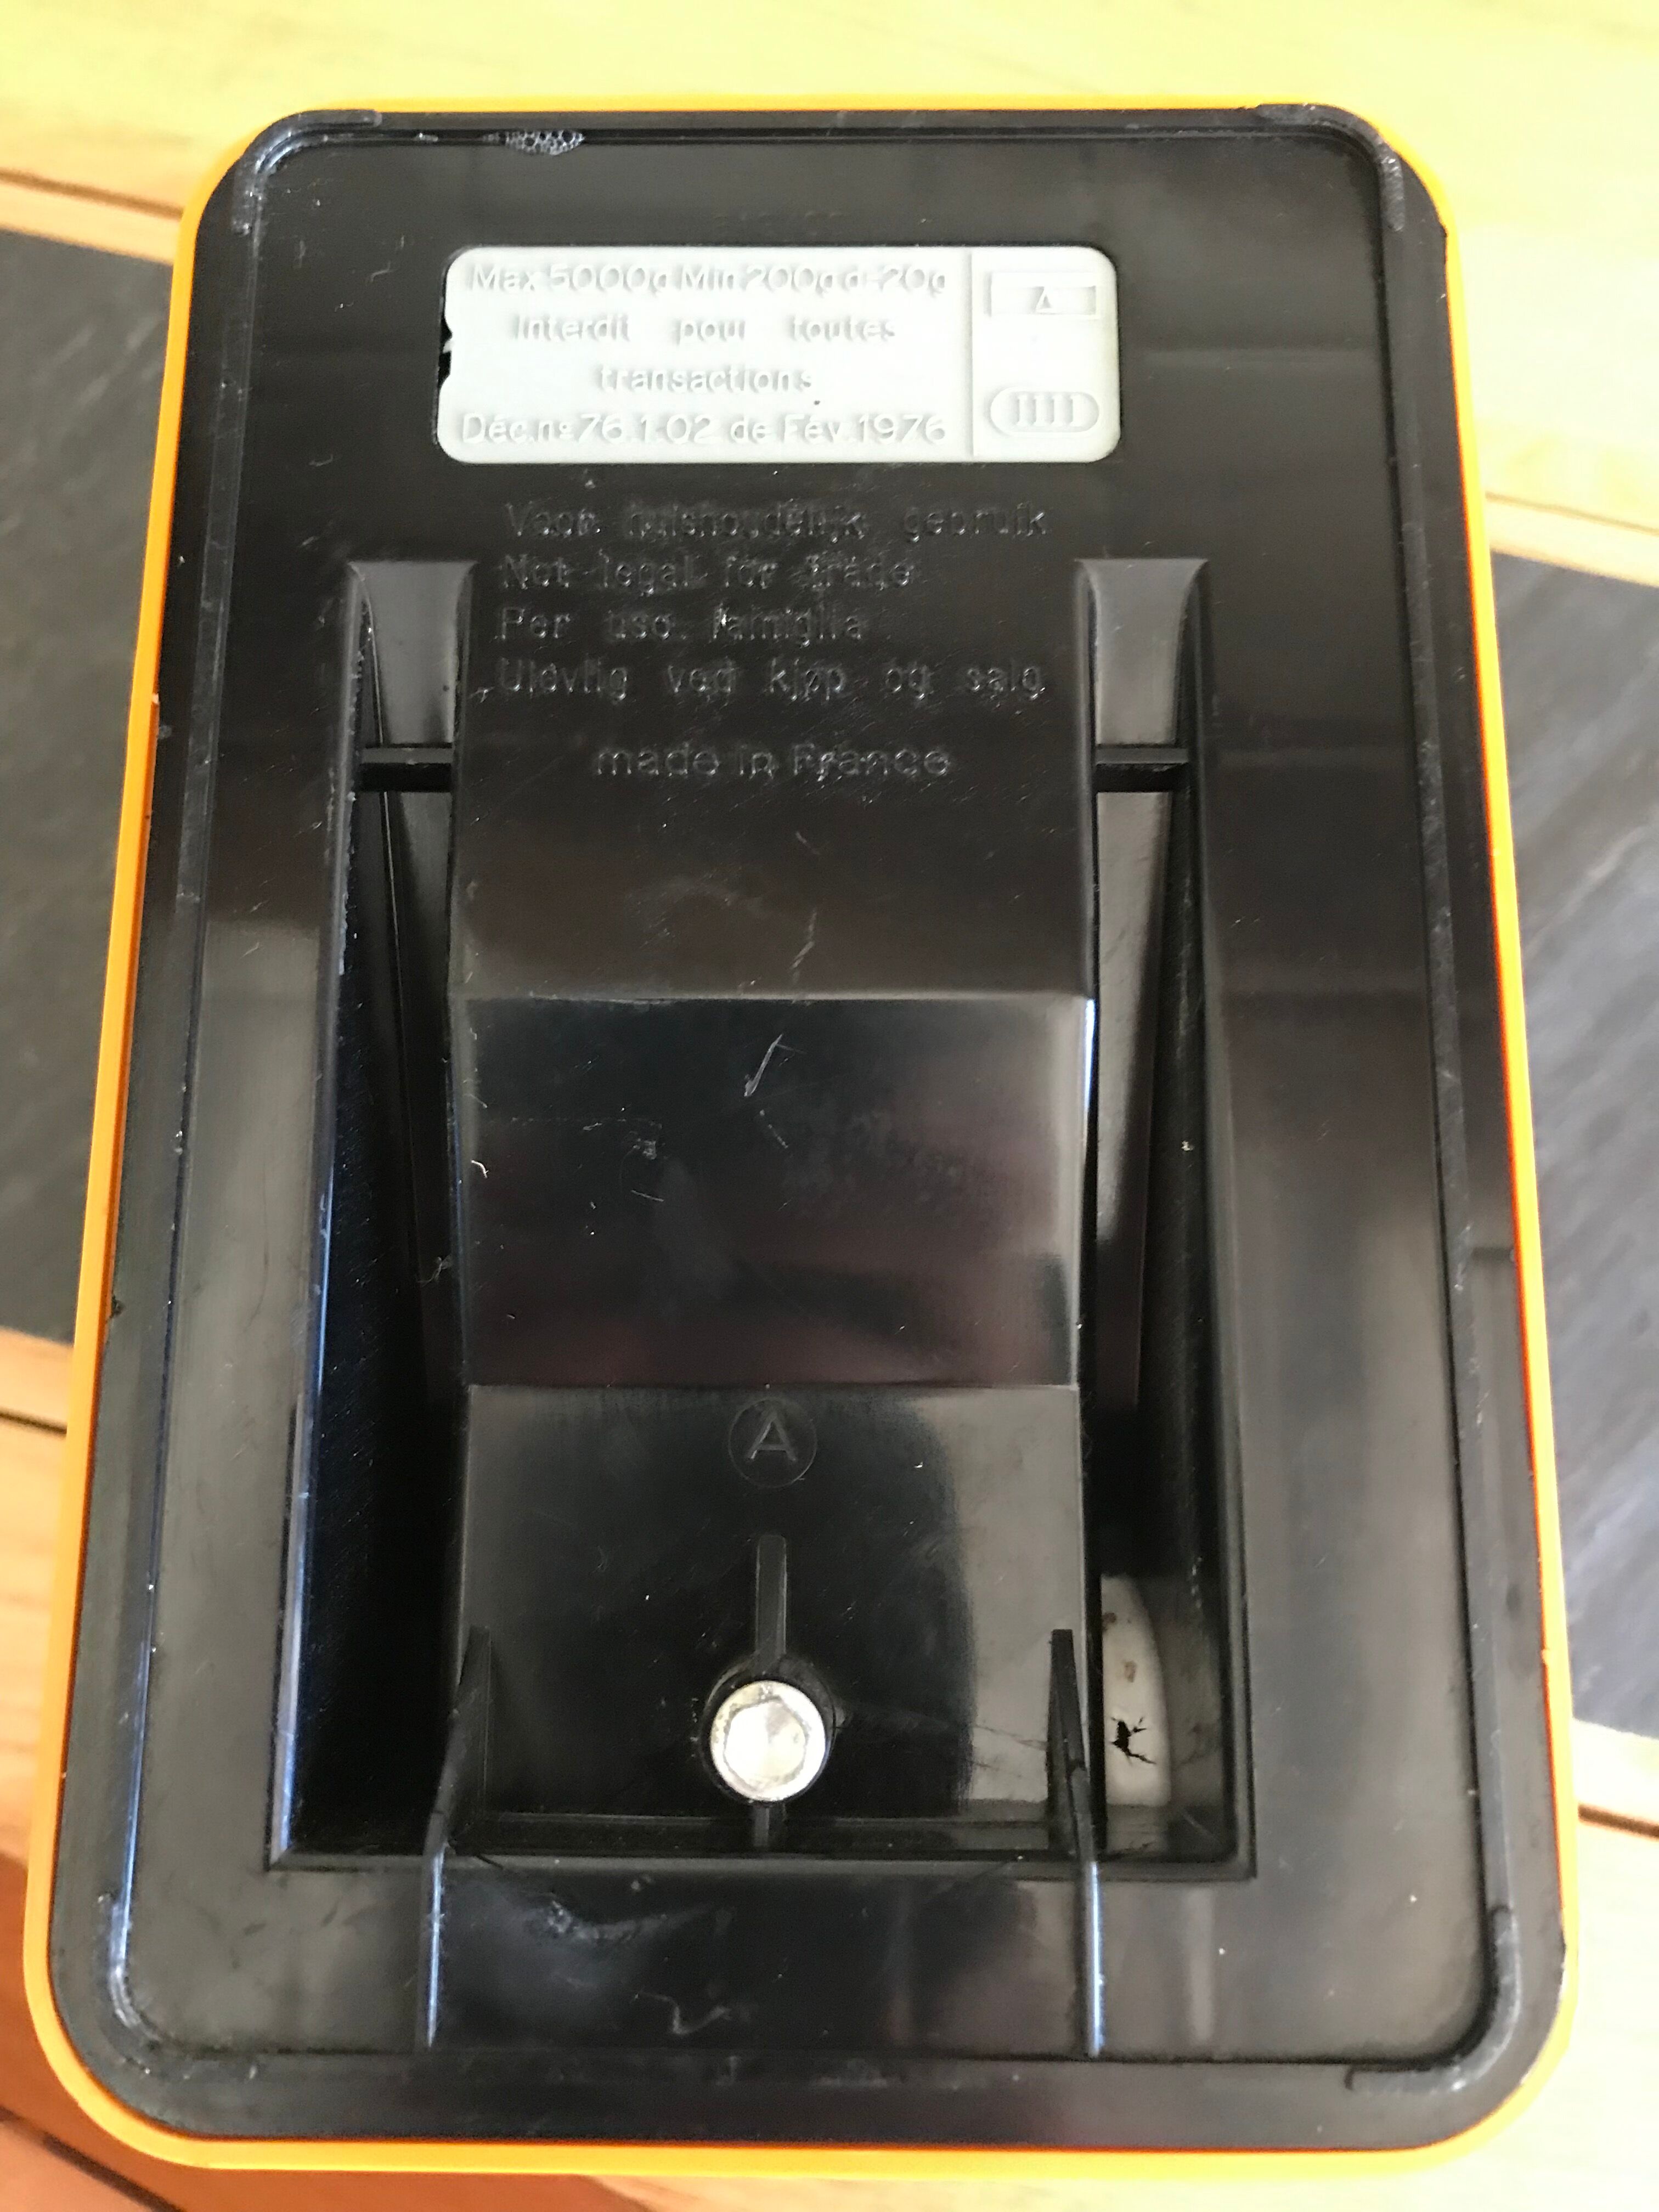 Max 5000g Min 200g d=20g
Interdit pour toutes
transactions
Déc.nº76.1.02 de Fév.1976
Voor huishoudelijk gebruik
Not legal for trade
Per uso famiglia
Ulovlig ved kjøp og salg
made in France
A